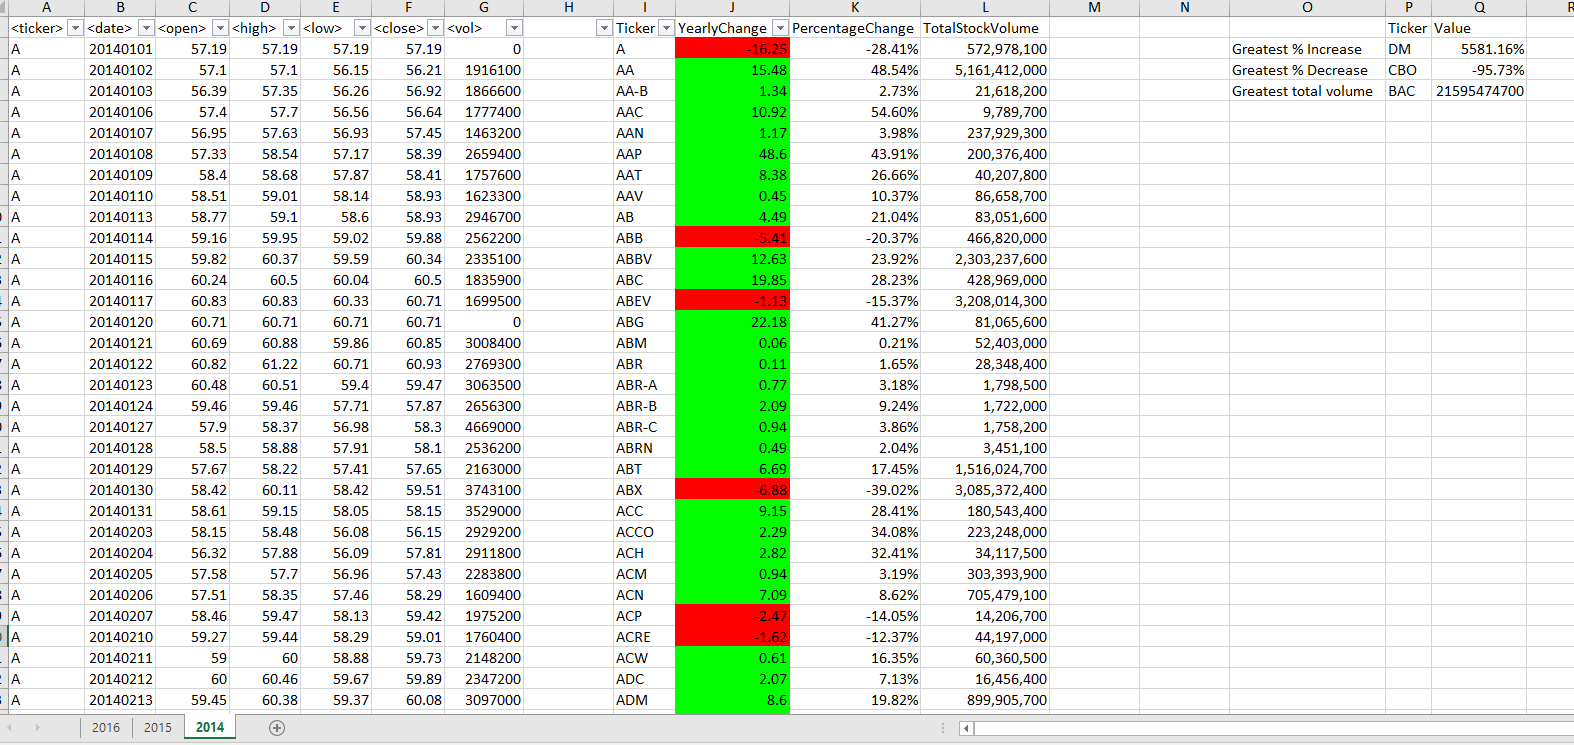 A B C D E F G H I J K L M N O P Q R
<ticker> <date> <open> <high> <low> <close> <vol> Ticker YearlyChange PercentageChange TotalStockVolume Ticker Value
A 20140101 57.19 57.19 57.19 57.19 0 A -16.25 -28.41% 572,978,100 Greatest % Increase DM 5581.16%
A 20140102 57.1 57.1 56.15 56.21 1916100 AA 15.48 48.54% 5,161,412,000 Greatest % Decrease CBO -95.73%
A 20140103 56.39 57.35 56.26 56.92 1866600 AA-B 1.34 2.73% 21,618,200 Greatest total volume BAC 21595474700
A 20140106 57.4 57.7 56.56 56.64 1777400 AAC 10.92 54.60% 9,789,700
A 20140107 56.95 57.63 56.93 57.45 1463200 AAN 1.17 3.98% 237,929,300
A 20140108 57.33 58.54 57.17 58.39 2659400 AAP 48.6 43.91% 200,376,400
A 20140109 58.4 58.68 57.87 58.41 1757600 AAT 8.38 26.66% 40,207,800
A 20140110 58.51 59.01 58.14 58.93 1623300 AAV 0.45 10.37% 86,658,700
A 20140113 58.77 59.1 58.6 58.93 2946700 AB 4.49 21.04% 83,051,600
A 20140114 59.16 59.95 59.02 59.88 2562200 ABB -5.41 -20.37% 466,820,000
A 20140115 59.82 60.37 59.59 60.34 2335100 ABBV 12.63 23.92% 2,303,237,600
A 20140116 60.24 60.5 60.04 60.5 1835900 ABC 19.85 28.23% 428,969,000
A 20140117 60.83 60.83 60.33 60.71 1699500 ABEV -1.13 -15.37% 3,208,014,300
A 20140120 60.71 60.71 60.71 60.71 0 ABG 22.18 41.27% 81,065,600
A 20140121 60.69 60.88 59.86 60.85 3008400 ABM 0.06 0.21% 52,403,000
A 20140122 60.82 61.22 60.71 60.93 2769300 ABR 0.11 1.65% 28,348,400
A 20140123 60.48 60.51 59.4 59.47 3063500 ABR-A 0.77 3.18% 1,798,500
A 20140124 59.46 59.46 57.71 57.87 2656300 ABR-B 2.09 9.24% 1,722,000
A 20140127 57.9 58.37 56.98 58.3 4669000 ABR-C 0.94 3.86% 1,758,200
A 20140128 58.5 58.88 57.91 58.1 2536200 ABRN 0.49 2.04% 3,451,100
A 20140129 57.67 58.22 57.41 57.65 2163000 ABT 6.69 17.45% 1,516,024,700
A 20140130 58.42 60.11 58.42 59.51 3743100 ABX -6.88 -39.02% 3,085,372,400
A 20140131 58.61 59.15 58.05 58.15 3529000 ACC 9.15 28.41% 180,543,400
A 20140203 58.15 58.48 56.08 56.15 2929200 ACCO 2.29 34.08% 223,248,000
A 20140204 56.32 57.88 56.09 57.81 2911800 ACH 2.82 32.41% 34,117,500
A 20140205 57.58 57.7 56.96 57.43 2283800 ACM 0.94 3.19% 303,393,900
A 20140206 57.51 58.35 57.46 58.29 1609400 ACN 7.09 8.62% 705,479,100
A 20140207 58.46 59.47 58.13 59.42 1975200 ACP -2.47 -14.05% 14,206,700
A 20140210 59.27 59.44 58.29 59.01 1760400 ACRE -1.62 -12.37% 44,197,000
A 20140211 59 60 58.88 59.73 2148200 ACW 0.61 16.35% 60,360,500
A 20140212 60 60.46 59.67 59.89 2347200 ADC 2.07 7.13% 16,456,400
A 20140213 59.45 60.38 59.37 60.08 3097000 ADM 8.6 19.82% 899,905,700
2016 2015 2014